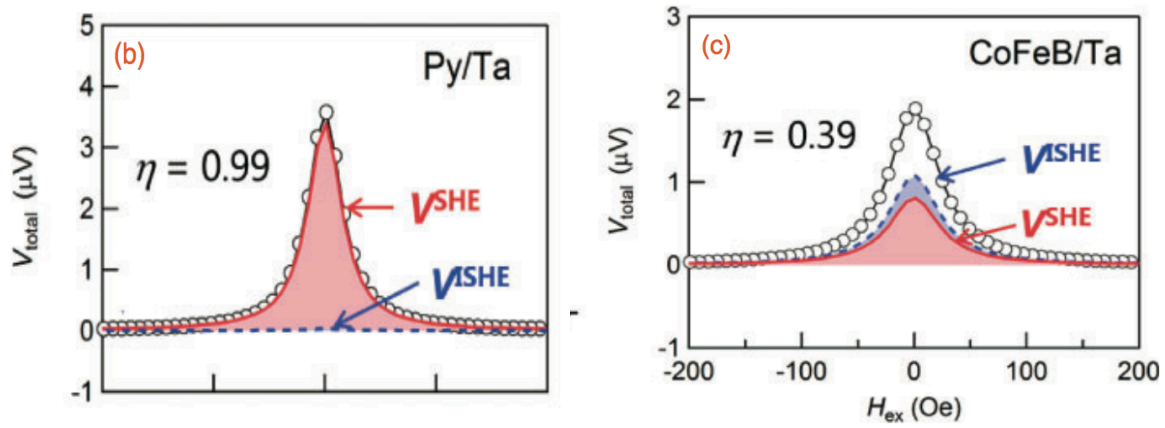 (b)
Py/Ta
η = 0.99
V^SHE
V^ISHE
V_total (μV)
5
4
3
2
1
0
-1
(c)
CoFeB/Ta
η = 0.39
V^ISHE
V^SHE
V_total (μV)
3
2
1
0
-1
-200 -100 0 100 200
H_ex (Oe)